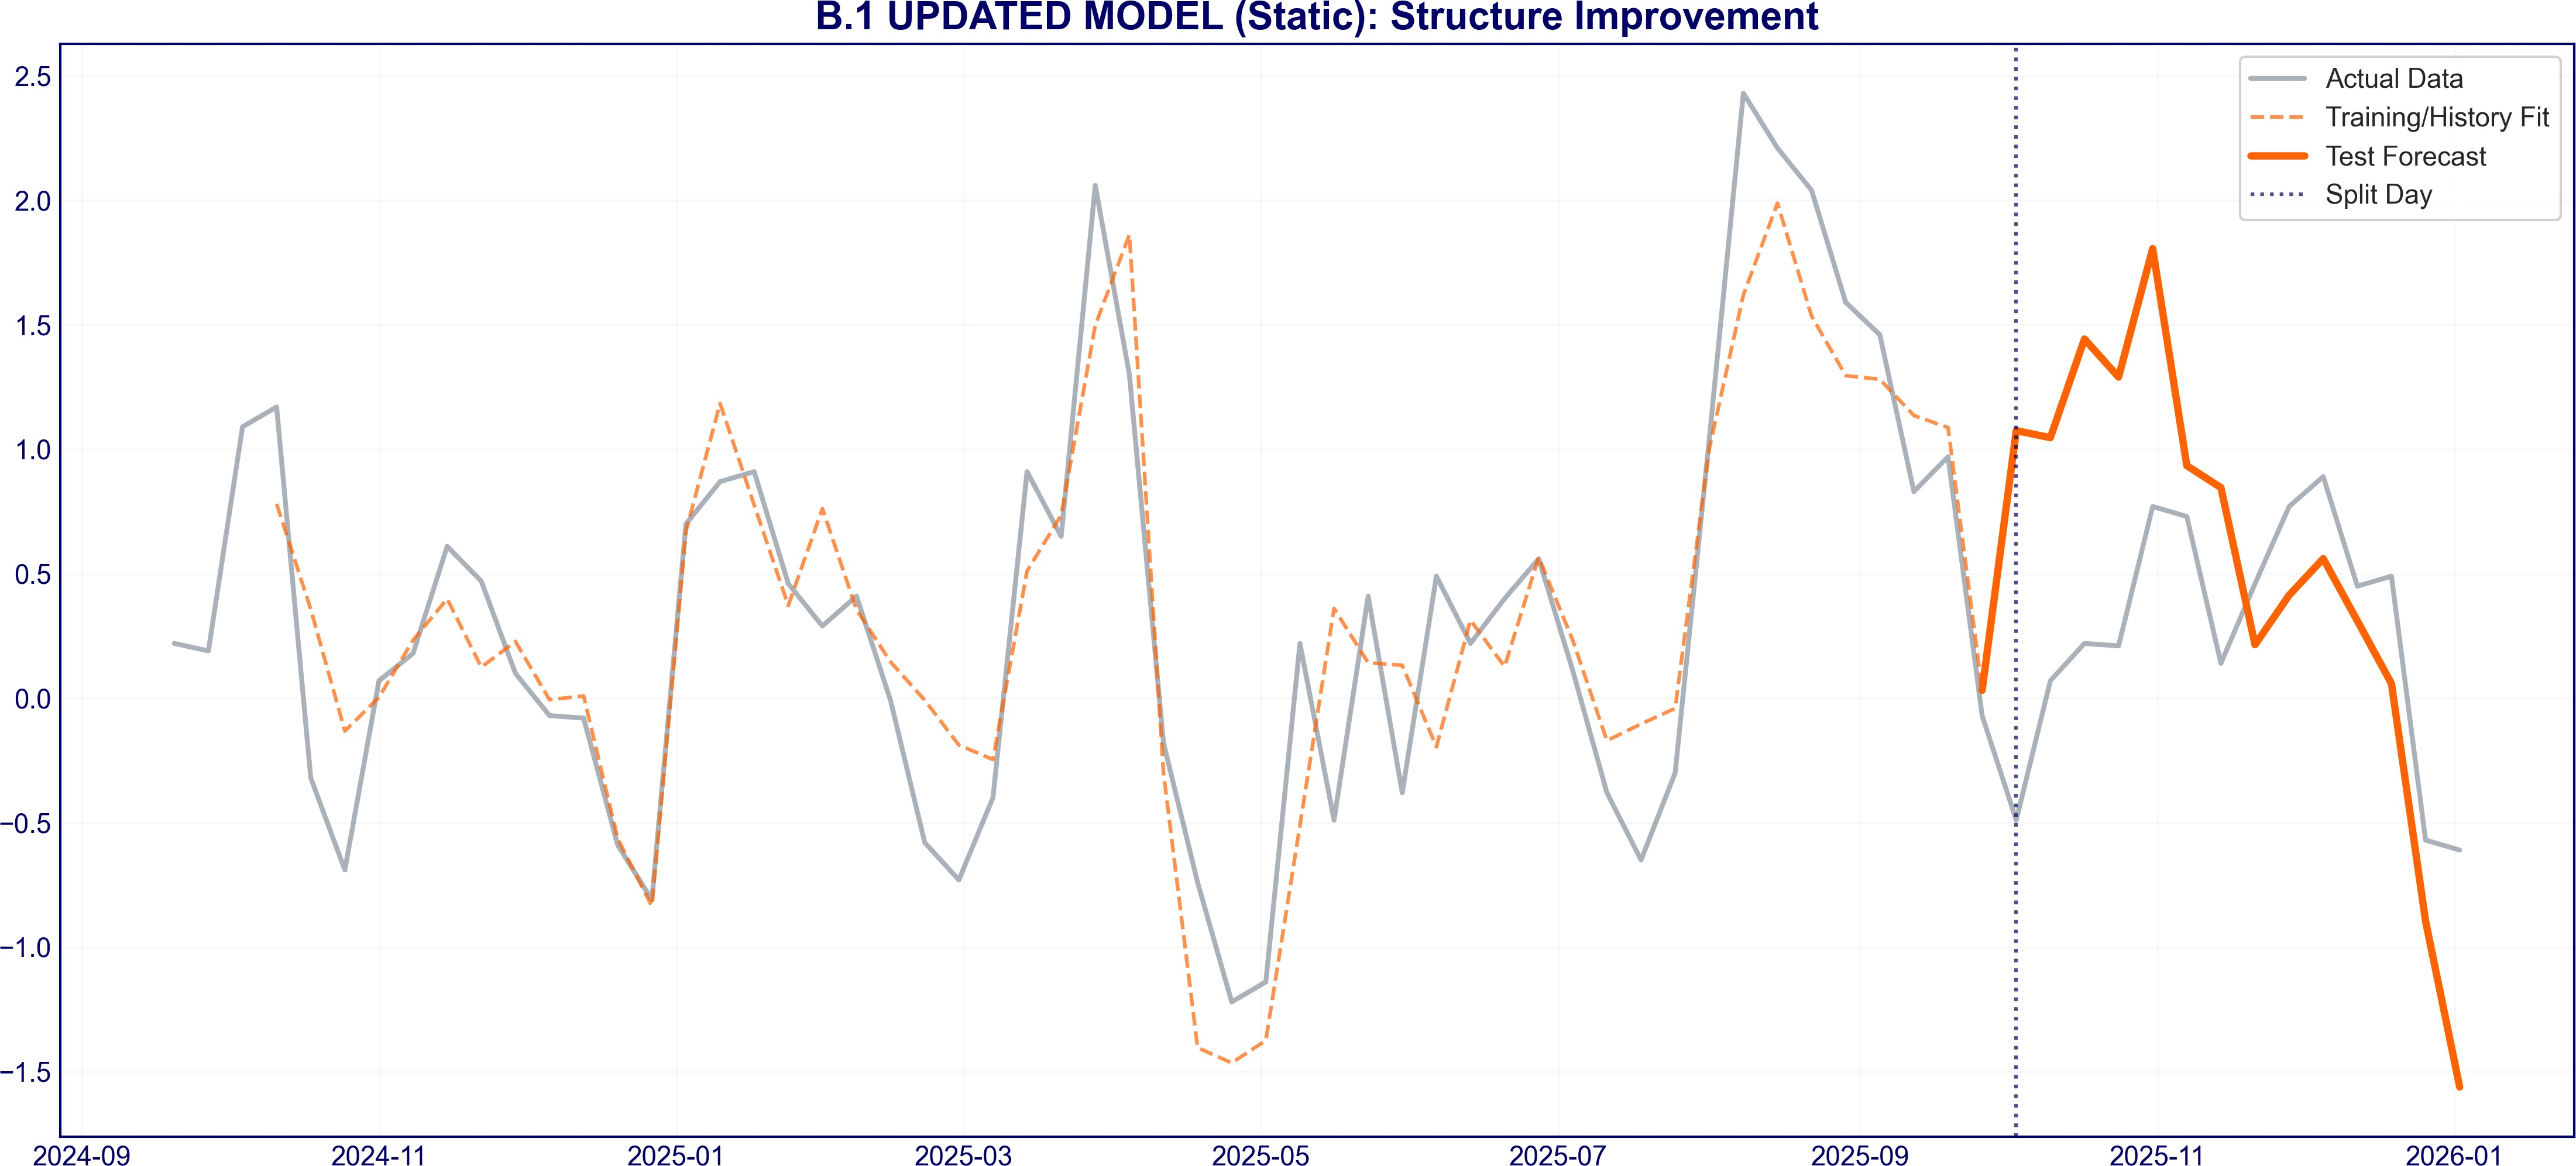 B.1 UPDATED MODEL (Static): Structure Improvement
2.5
2.0
1.5
1.0
0.5
0.0
−0.5
−1.0
−1.5
Actual Data
Training/History Fit
Test Forecast
Split Day
2024-09 2024-11 2025-01 2025-03 2025-05 2025-07 2025-09 2025-11 2026-01